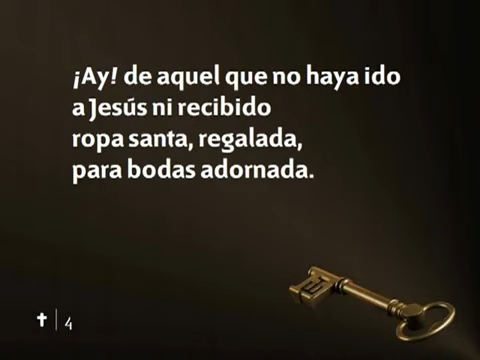 ¡Ay! de aquel que no haya ido
a Jesús ni recibido
ropa santa, regalada,
para bodas adornada.
4